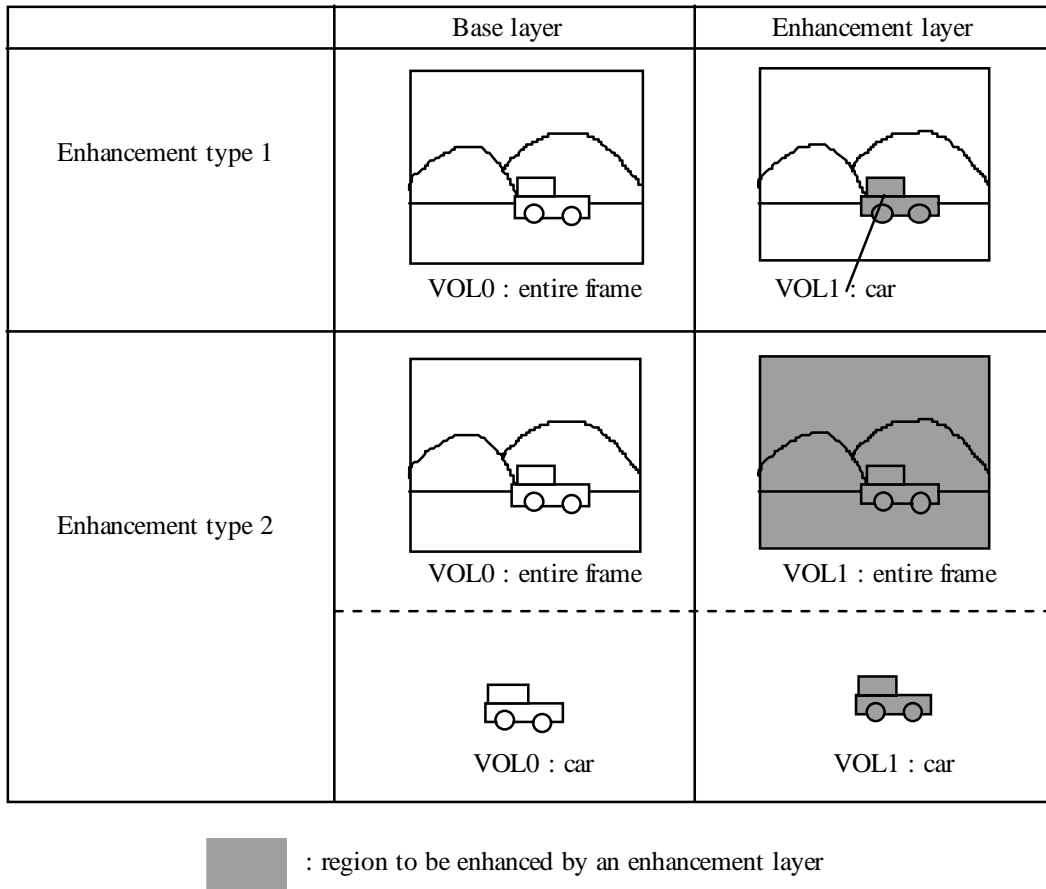 Base layer
Enhancement layer
Enhancement type 1
VOL0 : entire frame
VOL1 : car
Enhancement type 2
VOL0 : entire frame
VOL1 : entire frame
VOL0 : car
VOL1 : car
: region to be enhanced by an enhancement layer